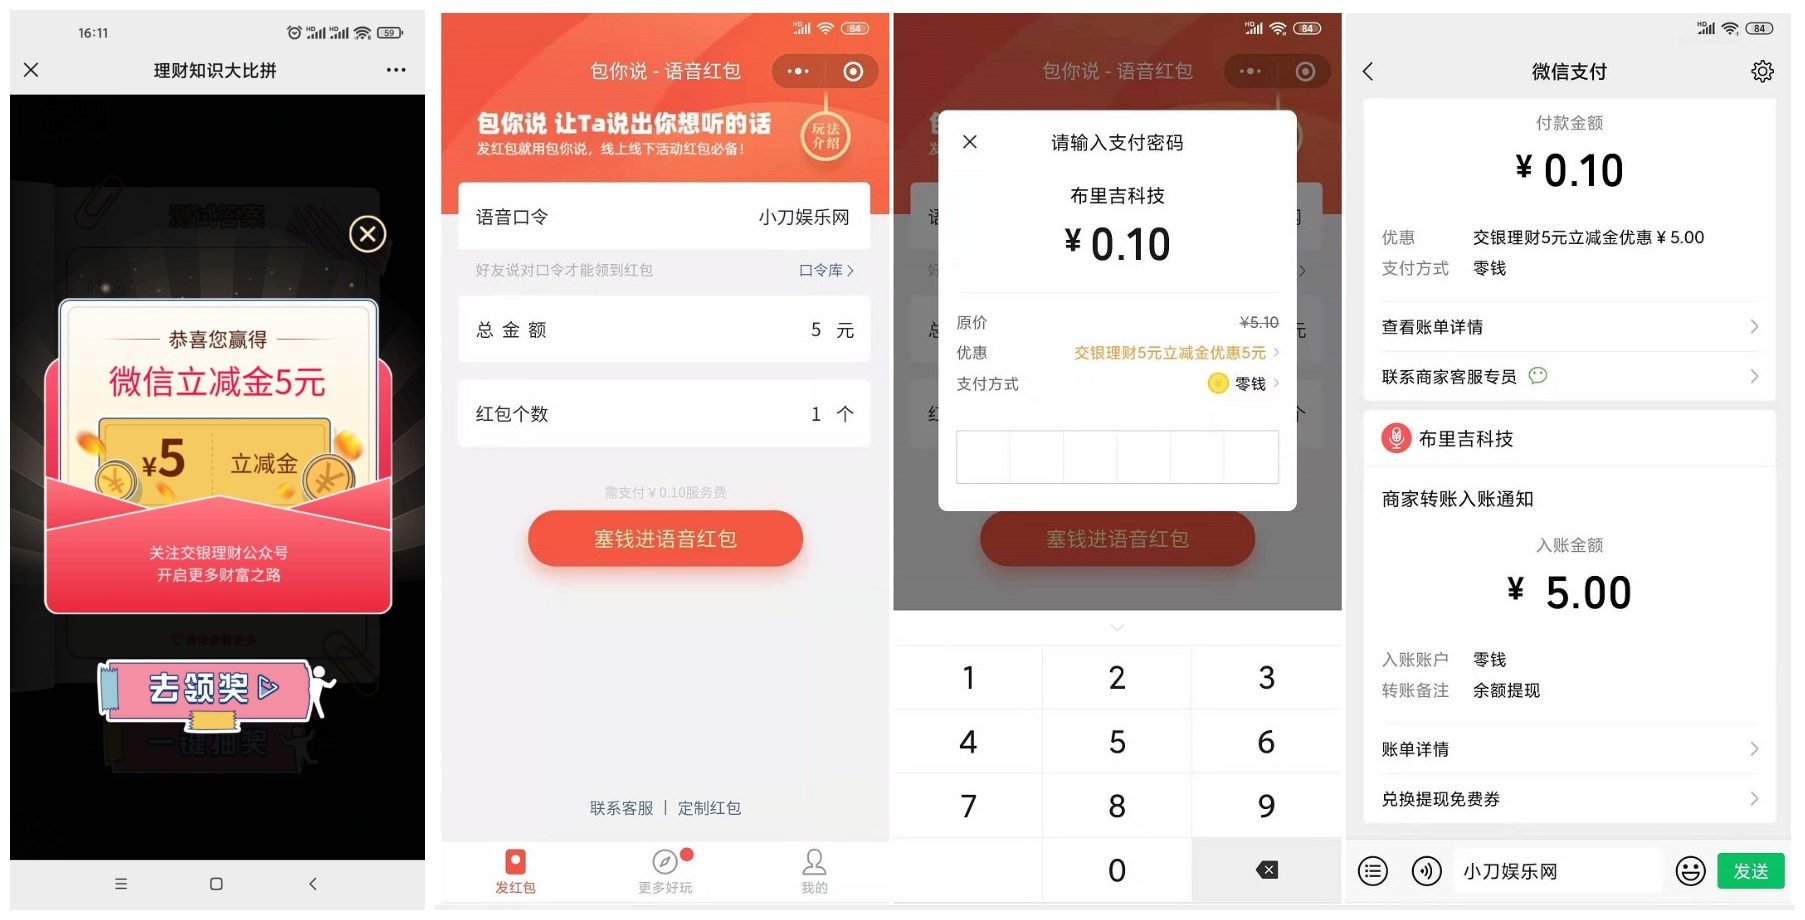 16:11
HD HD 59
理财知识大比拼
测试答案
恭喜您赢得
微信立减金5元
¥5 立减金
关注交银理财公众号
开启更多财富之路
去领奖
一键抽奖
HD 84
包你说 - 语音红包
包你说 让Ta说出你想听的话
发红包就用包你说，线上线下活动红包必备！
玩法
介绍
语音口令 小刀娱乐网
好友说对口令才能领到红包 口令库
总金额 5 元
红包个数 1 个
需支付￥0.10服务费
塞钱进语音红包
联系客服 | 定制红包
发红包 更多好玩 我的
HD 84
包你说 - 语音红包
请输入支付密码
布里吉科技
¥0.10
原价 ¥5.10
优惠 交银理财5元立减金优惠5元
支付方式 零钱
塞钱进语音红包
1 2 3
4 5 6
7 8 9
0
HD 84
微信支付
付款金额
¥ 0.10
优惠 交银理财5元立减金优惠￥5.00
支付方式 零钱
查看账单详情
联系商家客服专员
布里吉科技
商家转账入账通知
入账金额
¥ 5.00
入账账户 零钱
转账备注 余额提现
账单详情
兑换提现免费券
小刀娱乐网 发送